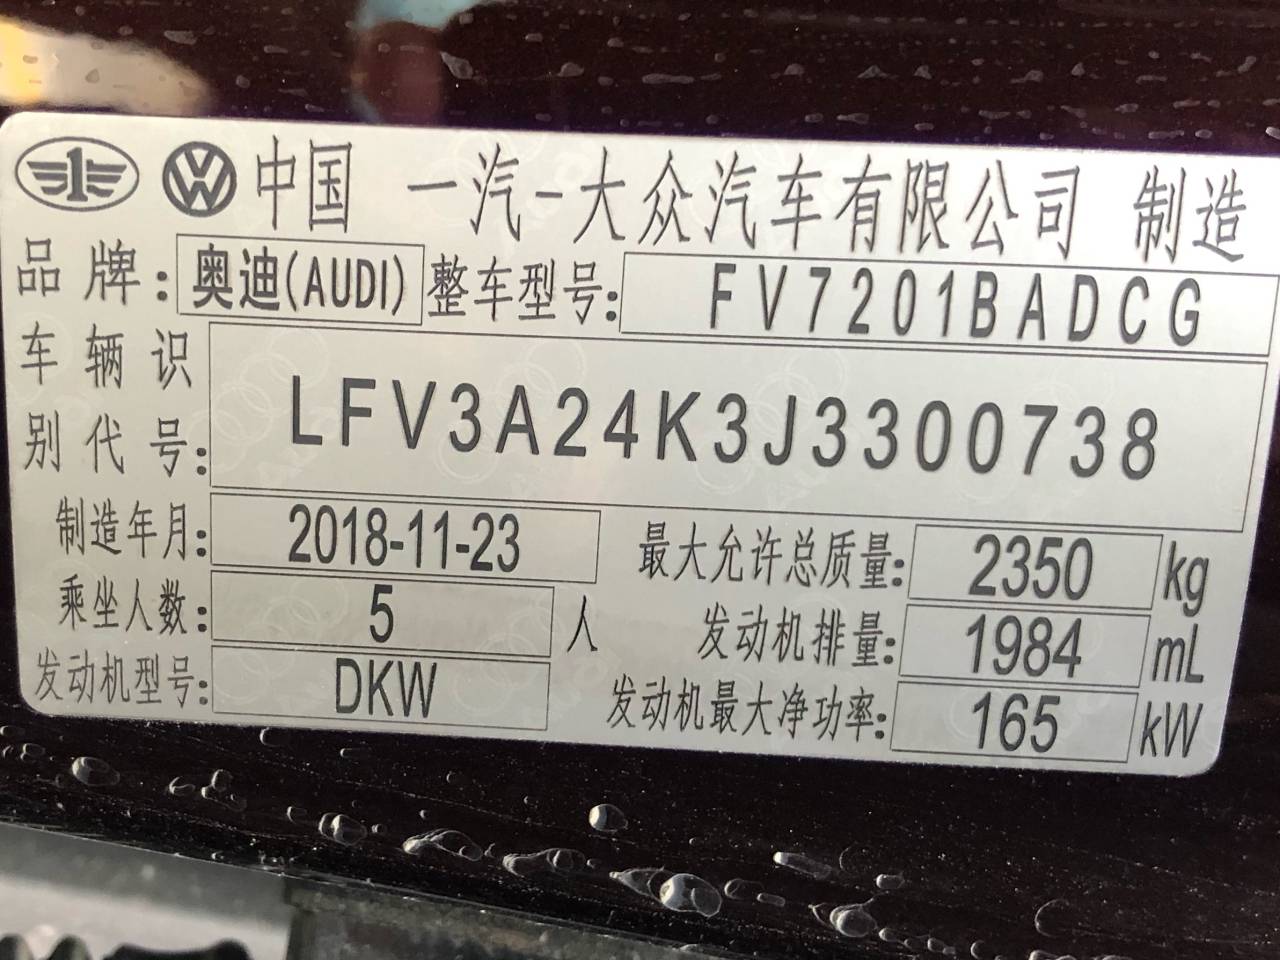 中国 一汽-大众汽车有限公司 制造
品牌: 奥迪(AUDI) 整车型号: FV7201BADCG
车辆识别代号: LFV3A24K3J3300738
制造年月: 2018-11-23 最大允许总质量: 2350 kg
乘坐人数: 5 人 发动机排量: 1984 mL
发动机型号: DKW 发动机最大净功率: 165 kW